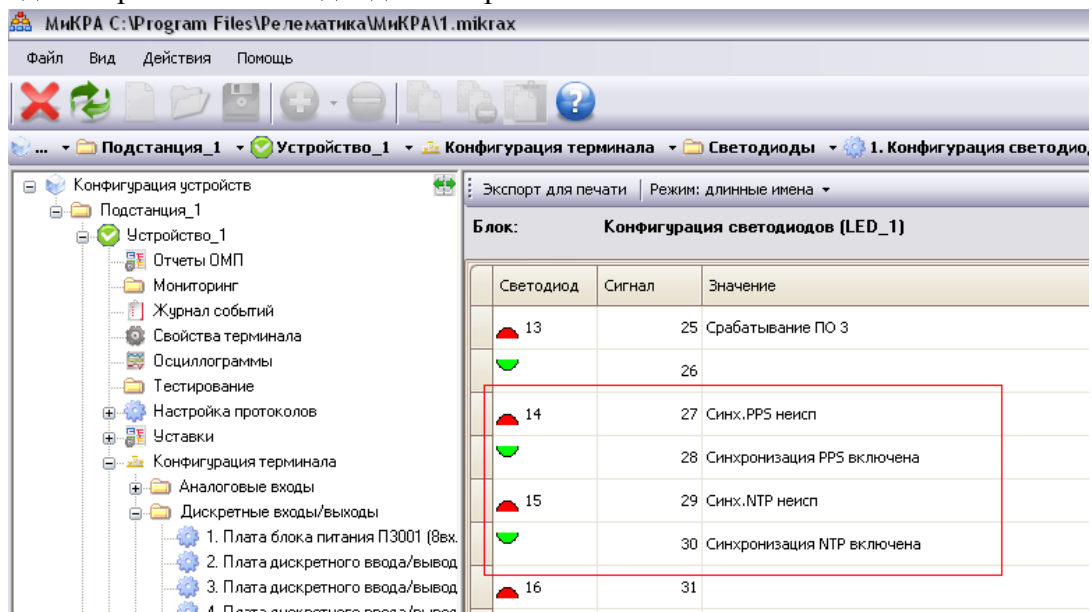 МиКРА C:\Program Files\Релематика\МиКРА\1.mikrax
Файл Вид Действия Помощь
... Подстанция_1 Устройство_1 Конфигурация терминала Светодиоды 1. Конфигурация светодио
Конфигурация устройств
Подстанция_1
Устройство_1
Отчеты ОМП
Мониторинг
Журнал событий
Свойства терминала
Осциллограммы
Тестирование
Настройка протоколов
Уставки
Конфигурация терминала
Аналоговые входы
Дискретные входы/выходы
1. Плата блока питания П3001 (8вх.
2. Плата дискретного ввода/вывод
3. Плата дискретного ввода/вывод
Экспорт для печати Режим: длинные имена
Блок: Конфигурация светодиодов (LED_1)
Светодиод Сигнал Значение
13 25 Срабатывание ПО 3
26
14 27 Синх.PPS неисп
28 Синхронизация PPS включена
15 29 Синх.NTP неисп
30 Синхронизация NTP включена
16 31